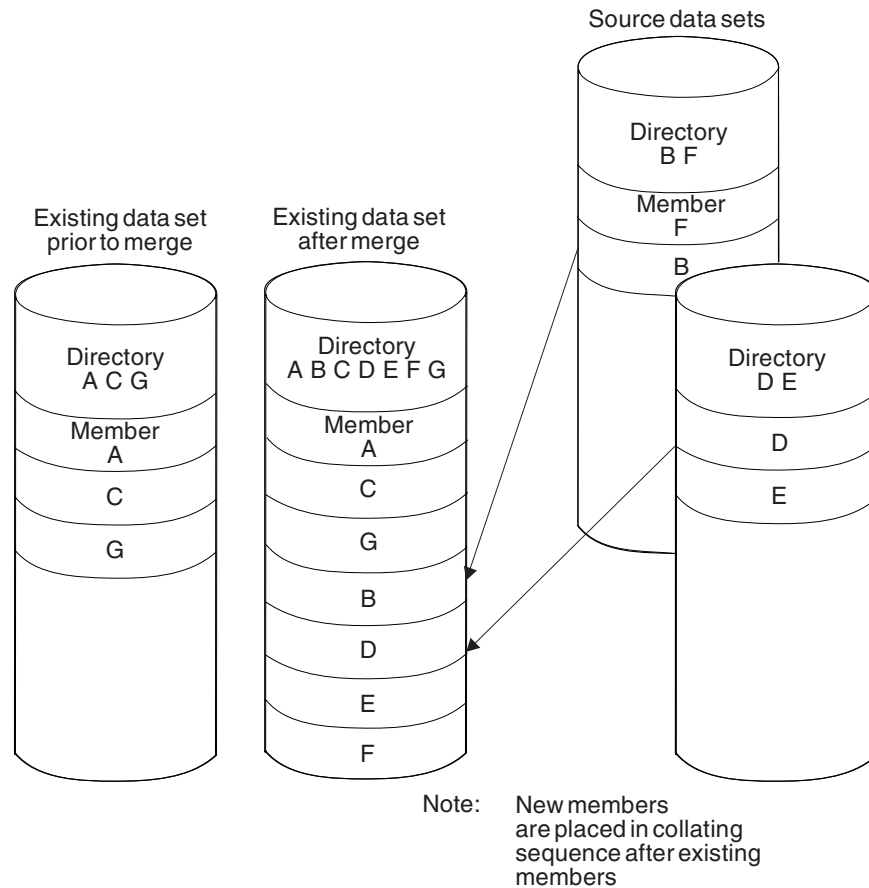 Source data sets
Directory
B F
Member
F
B
Existing data set
prior to merge
Directory
A C G
Member
A
C
G
Existing data set
after merge
Directory
A B C D E F G
Member
A
C
G
B
D
E
F
Directory
D E
D
E
Note: New members
are placed in collating
sequence after existing
members